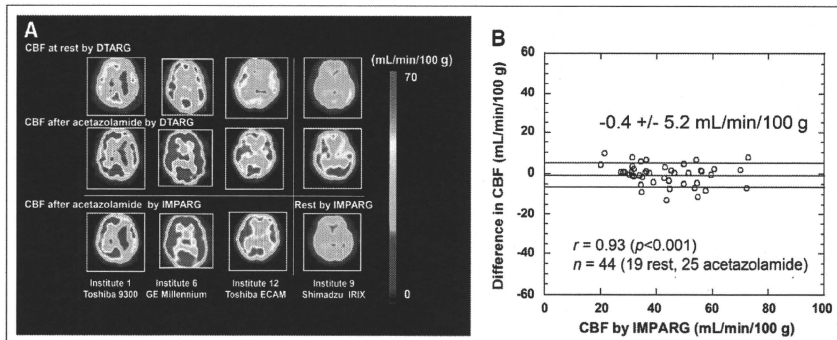 A
CBF at rest by DTARG
(mL/min/100 g)
70
CBF after acetazolamide by DTARG
CBF after acetazolamide by IMPARG
Rest by IMPARG
0
Institute 1
Toshiba 9300
Institute 6
GE Millennium
Institute 12
Toshiba ECAM
Institute 9
Shimadzu IRIX
B
Difference in CBF (mL/min/100 g)
60
40
20
0
-20
-40
-60
-0.4 +/- 5.2 mL/min/100 g
r = 0.93 (p<0.001)
n = 44 (19 rest, 25 acetazolamide)
0
20
40
60
80
100
CBF by IMPARG (mL/min/100 g)